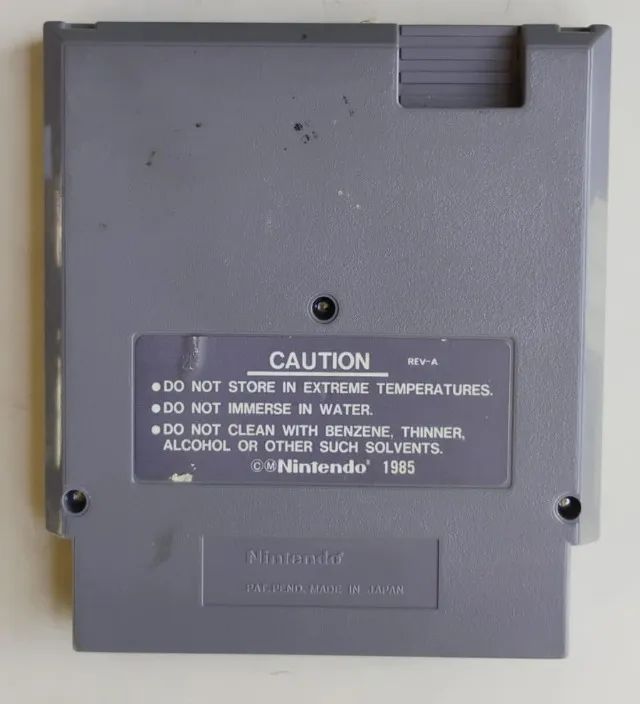 CAUTION REV-A
●DO NOT STORE IN EXTREME TEMPERATURES.
●DO NOT IMMERSE IN WATER.
●DO NOT CLEAN WITH BENZENE, THINNER,
ALCOHOL OR OTHER SUCH SOLVENTS.
©ⓂNintendo® 1985
Nintendo®
PAT. PEND. MADE IN JAPAN